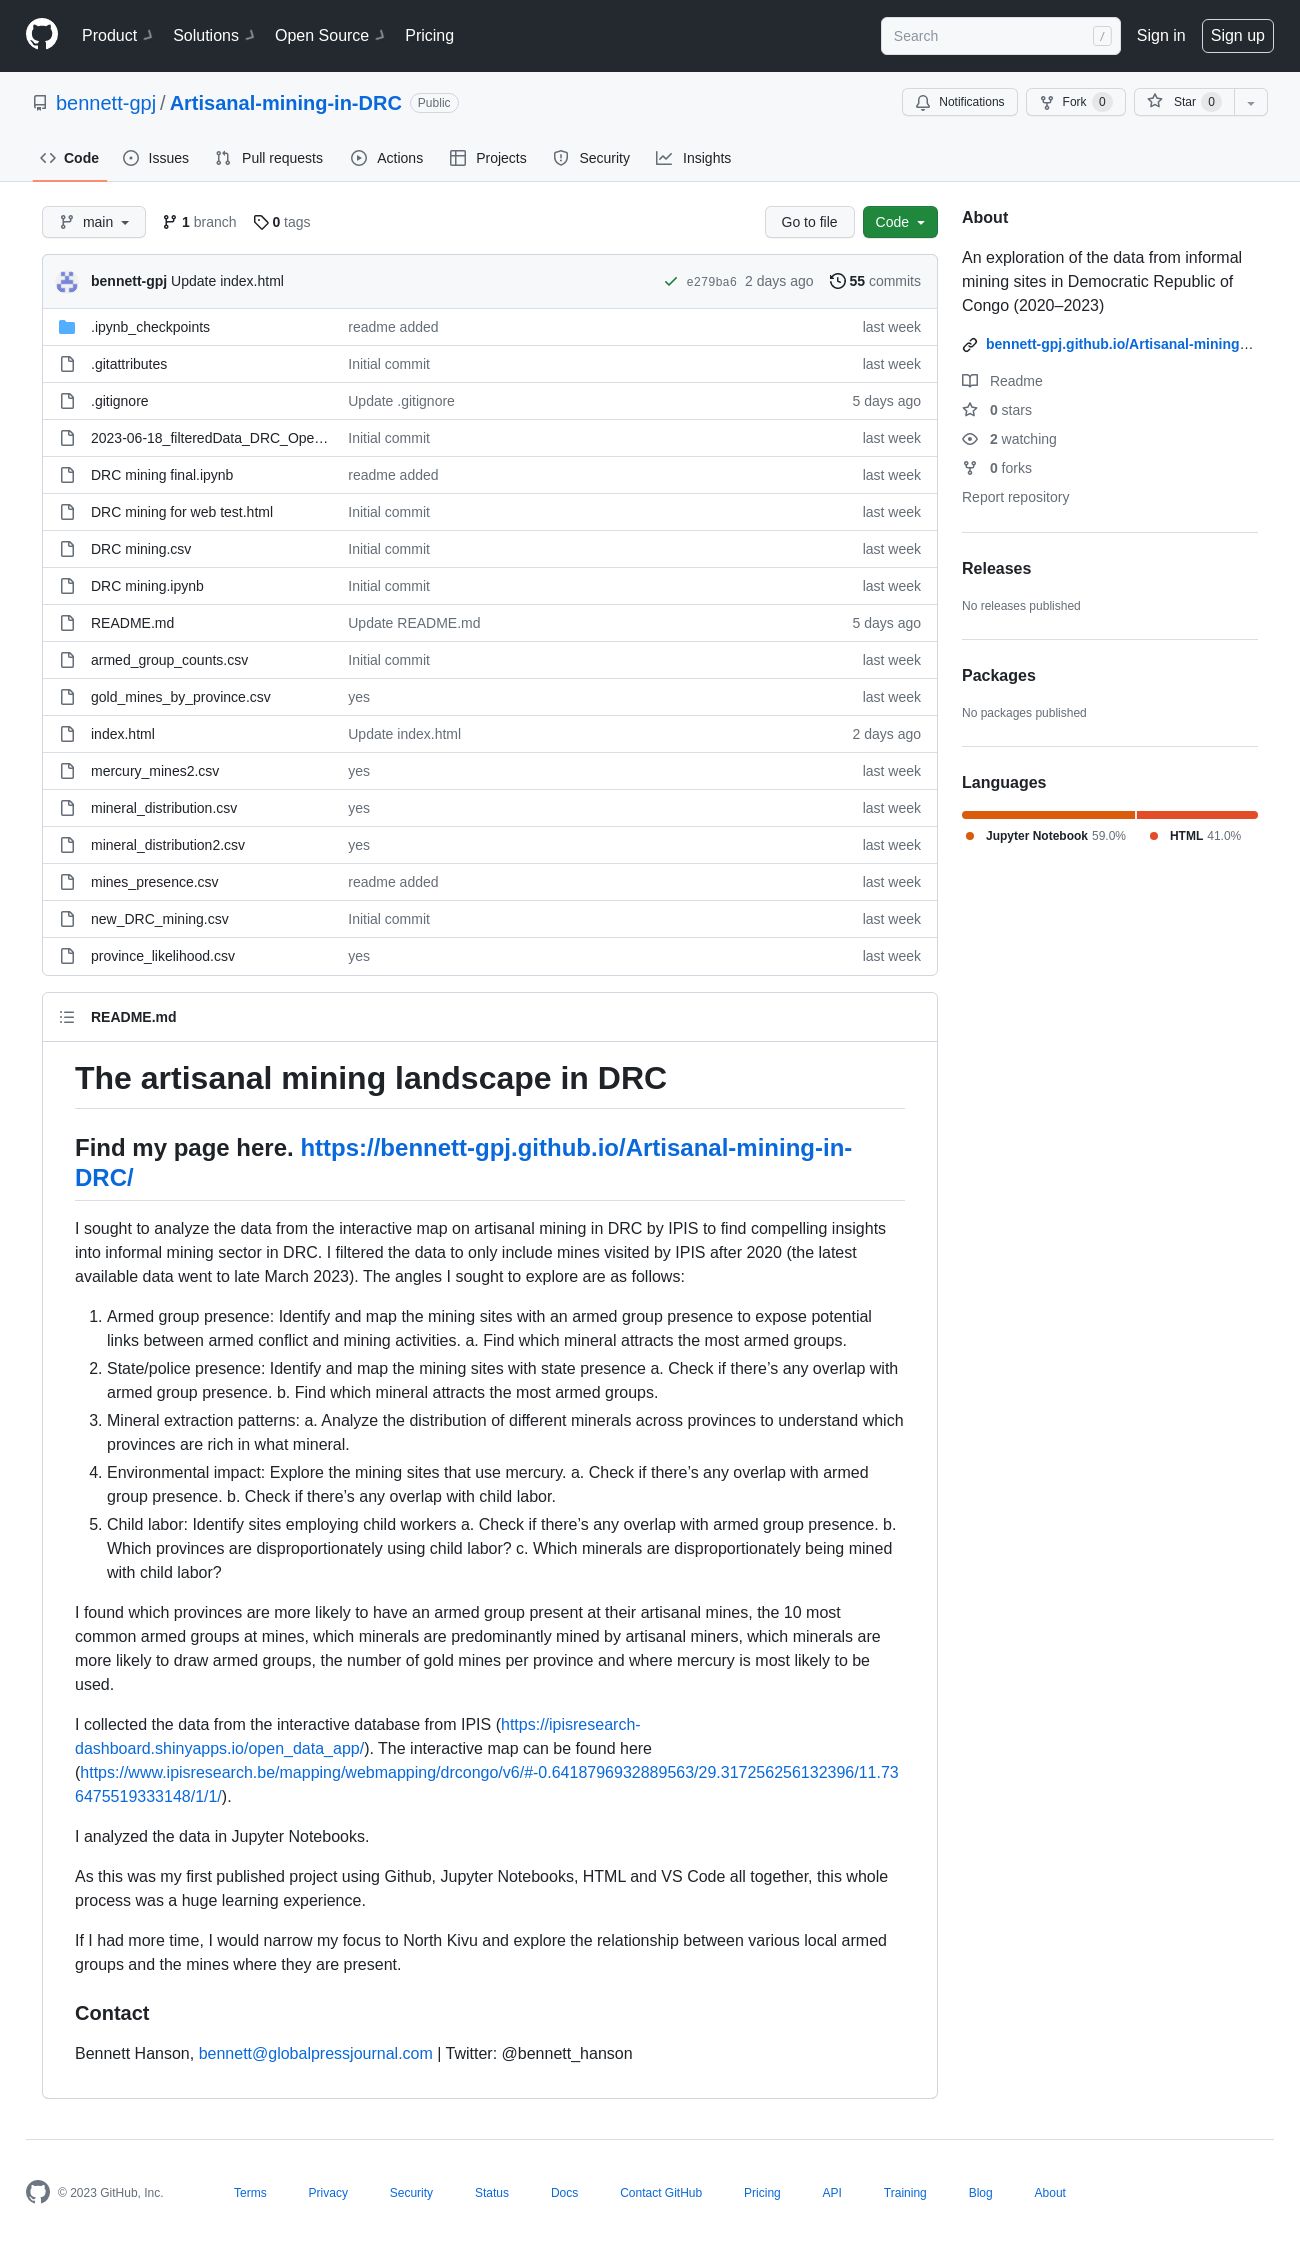 Product Solutions Open Source Pricing Search / Sign in Sign up
bennett-gpj / Artisanal-mining-in-DRC Public Notifications Fork 0 Star 0
Code Issues Pull requests Actions Projects Security Insights
main 1 branch 0 tags Go to file Code
bennett-gpj Update index.html e279ba6 2 days ago 55 commits
.ipynb_checkpoints readme added last week
.gitattributes Initial commit last week
.gitignore Update .gitignore 5 days ago
2023-06-18_filteredData_DRC_Ope… Initial commit last week
DRC mining final.ipynb readme added last week
DRC mining for web test.html Initial commit last week
DRC mining.csv Initial commit last week
DRC mining.ipynb Initial commit last week
README.md Update README.md 5 days ago
armed_group_counts.csv Initial commit last week
gold_mines_by_province.csv yes last week
index.html Update index.html 2 days ago
mercury_mines2.csv yes last week
mineral_distribution.csv yes last week
mineral_distribution2.csv yes last week
mines_presence.csv readme added last week
new_DRC_mining.csv Initial commit last week
province_likelihood.csv yes last week
README.md
The artisanal mining landscape in DRC
Find my page here. https://bennett-gpj.github.io/Artisanal-mining-in-
DRC/
I sought to analyze the data from the interactive map on artisanal mining in DRC by IPIS to find compelling insights
into informal mining sector in DRC. I filtered the data to only include mines visited by IPIS after 2020 (the latest
available data went to late March 2023). The angles I sought to explore are as follows:
1. Armed group presence: Identify and map the mining sites with an armed group presence to expose potential
links between armed conflict and mining activities. a. Find which mineral attracts the most armed groups.
2. State/police presence: Identify and map the mining sites with state presence a. Check if there’s any overlap with
armed group presence. b. Find which mineral attracts the most armed groups.
3. Mineral extraction patterns: a. Analyze the distribution of different minerals across provinces to understand which
provinces are rich in what mineral.
4. Environmental impact: Explore the mining sites that use mercury. a. Check if there’s any overlap with armed
group presence. b. Check if there’s any overlap with child labor.
5. Child labor: Identify sites employing child workers a. Check if there’s any overlap with armed group presence. b.
Which provinces are disproportionately using child labor? c. Which minerals are disproportionately being mined
with child labor?
I found which provinces are more likely to have an armed group present at their artisanal mines, the 10 most
common armed groups at mines, which minerals are predominantly mined by artisanal miners, which minerals are
more likely to draw armed groups, the number of gold mines per province and where mercury is most likely to be
used.
I collected the data from the interactive database from IPIS (https://ipisresearch-
dashboard.shinyapps.io/open_data_app/). The interactive map can be found here
(https://www.ipisresearch.be/mapping/webmapping/drcongo/v6/#-0.6418796932889563/29.317256256132396/11.73
6475519333148/1/1/).
I analyzed the data in Jupyter Notebooks.
As this was my first published project using Github, Jupyter Notebooks, HTML and VS Code all together, this whole
process was a huge learning experience.
If I had more time, I would narrow my focus to North Kivu and explore the relationship between various local armed
groups and the mines where they are present.
Contact
Bennett Hanson, bennett@globalpressjournal.com | Twitter: @bennett_hanson
About
An exploration of the data from informal
mining sites in Democratic Republic of
Congo (2020–2023)
bennett-gpj.github.io/Artisanal-mining…
Readme
0 stars
2 watching
0 forks
Report repository
Releases
No releases published
Packages
No packages published
Languages
Jupyter Notebook 59.0% HTML 41.0%
© 2023 GitHub, Inc. Terms Privacy Security Status Docs Contact GitHub Pricing API Training Blog About